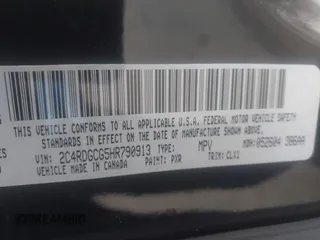 THIS VEHICLE CONFORMS TO ALL APPLICABLE U.S.A. FEDERAL MOTOR VEHICLE SAFETY
STANDARDS IN EFFECT ON THE DATE OF MANUFACTURE SHOWN ABOVE.
VIN: 2C4RDGCG5HR790913 TYPE: MPV
VEHICLE MADE IN CANADA PAINT: PXR TRIM: CLX1